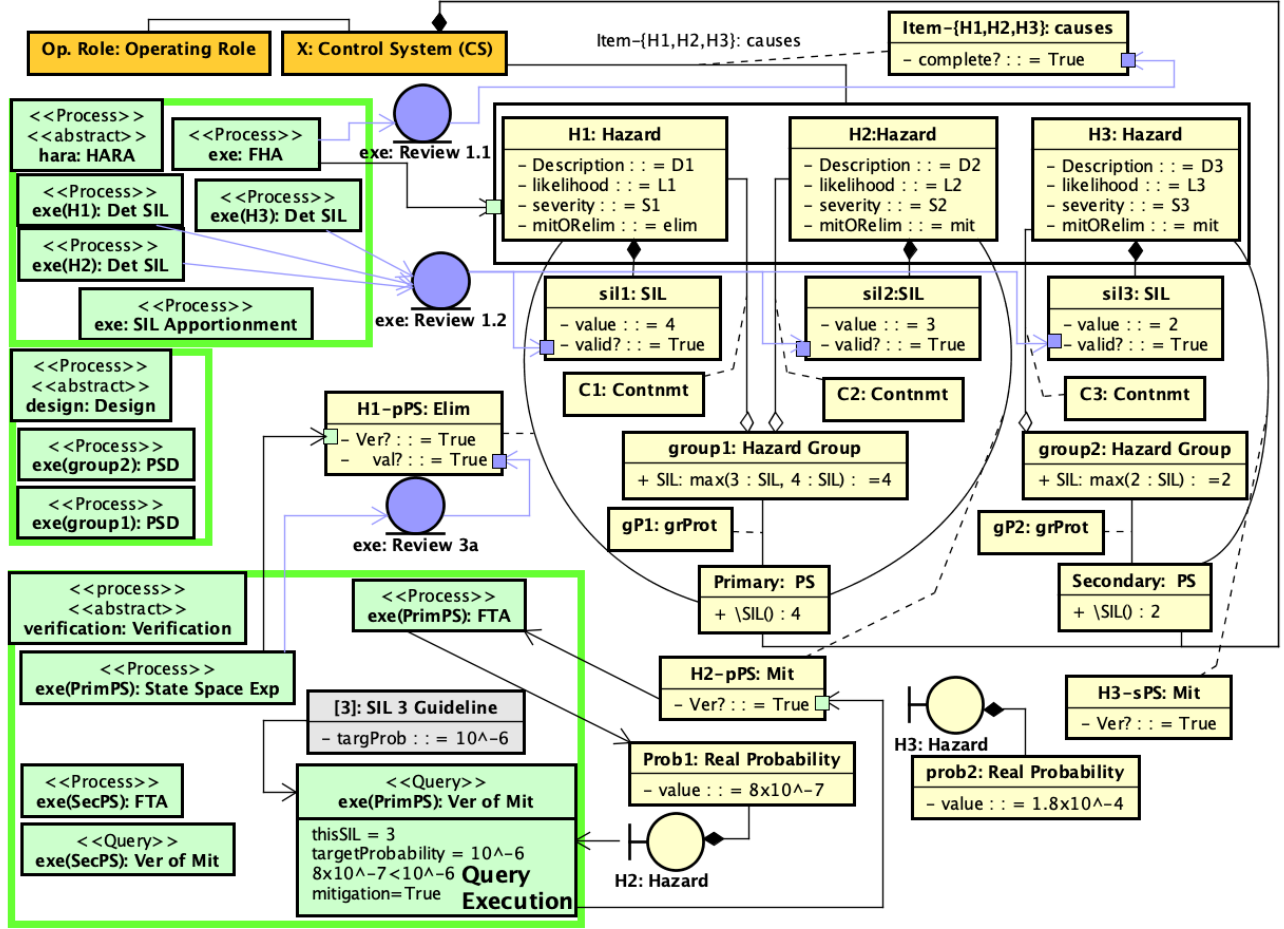 Op. Role: Operating Role
X: Control System (CS)
Item-{H1,H2,H3}: causes
Item-{H1,H2,H3}: causes
- complete? : : = True
<<Process>>
<<abstract>>
hara: HARA
<<Process>>
exe: FHA
exe: Review 1.1
<<Process>>
exe(H1): Det SIL
<<Process>>
exe(H3): Det SIL
<<Process>>
exe(H2): Det SIL
<<Process>>
exe: SIL Apportionment
exe: Review 1.2
H1: Hazard
- Description : : = D1
- likelihood : : = L1
- severity : : = S1
- mitORelim : : = elim
H2:Hazard
- Description : : = D2
- likelihood : : = L2
- severity : : = S2
- mitORelim : : = mit
H3: Hazard
- Description : : = D3
- likelihood : : = L3
- severity : : = S3
- mitORelim : : = mit
sil1: SIL
- value : : = 4
- valid? : : = True
sil2:SIL
- value : : = 3
- valid? : : = True
sil3: SIL
- value : : = 2
- valid? : : = True
<<Process>>
<<abstract>>
design: Design
<<Process>>
exe(group2): PSD
<<Process>>
exe(group1): PSD
H1-pPS: Elim
- Ver? : : = True
- val? : : = True
exe: Review 3a
C1: Contnmt
C2: Contnmt
C3: Contnmt
group1: Hazard Group
+ SIL: max(3 : SIL, 4 : SIL) : =4
group2: Hazard Group
+ SIL: max(2 : SIL) : =2
gP1: grProt
gP2: grProt
Primary: PS
+ \SIL() : 4
Secondary: PS
+ \SIL() : 2
<<process>>
<<abstract>>
verification: Verification
<<Process>>
exe(PrimPS): FTA
<<Process>>
exe(PrimPS): State Space Exp
[3]: SIL 3 Guideline
- targProb : : = 10^-6
H2-pPS: Mit
- Ver? : : = True
H3: Hazard
H3-sPS: Mit
- Ver? : : = True
Prob1: Real Probability
- value : : = 8x10^-7
prob2: Real Probability
- value : : = 1.8x10^-4
<<Process>>
exe(SecPS): FTA
<<Query>>
exe(SecPS): Ver of Mit
<<Query>>
exe(PrimPS): Ver of Mit
thisSIL = 3
targetProbability = 10^-6
8x10^-7<10^-6
mitigation=True
Query
Execution
H2: Hazard